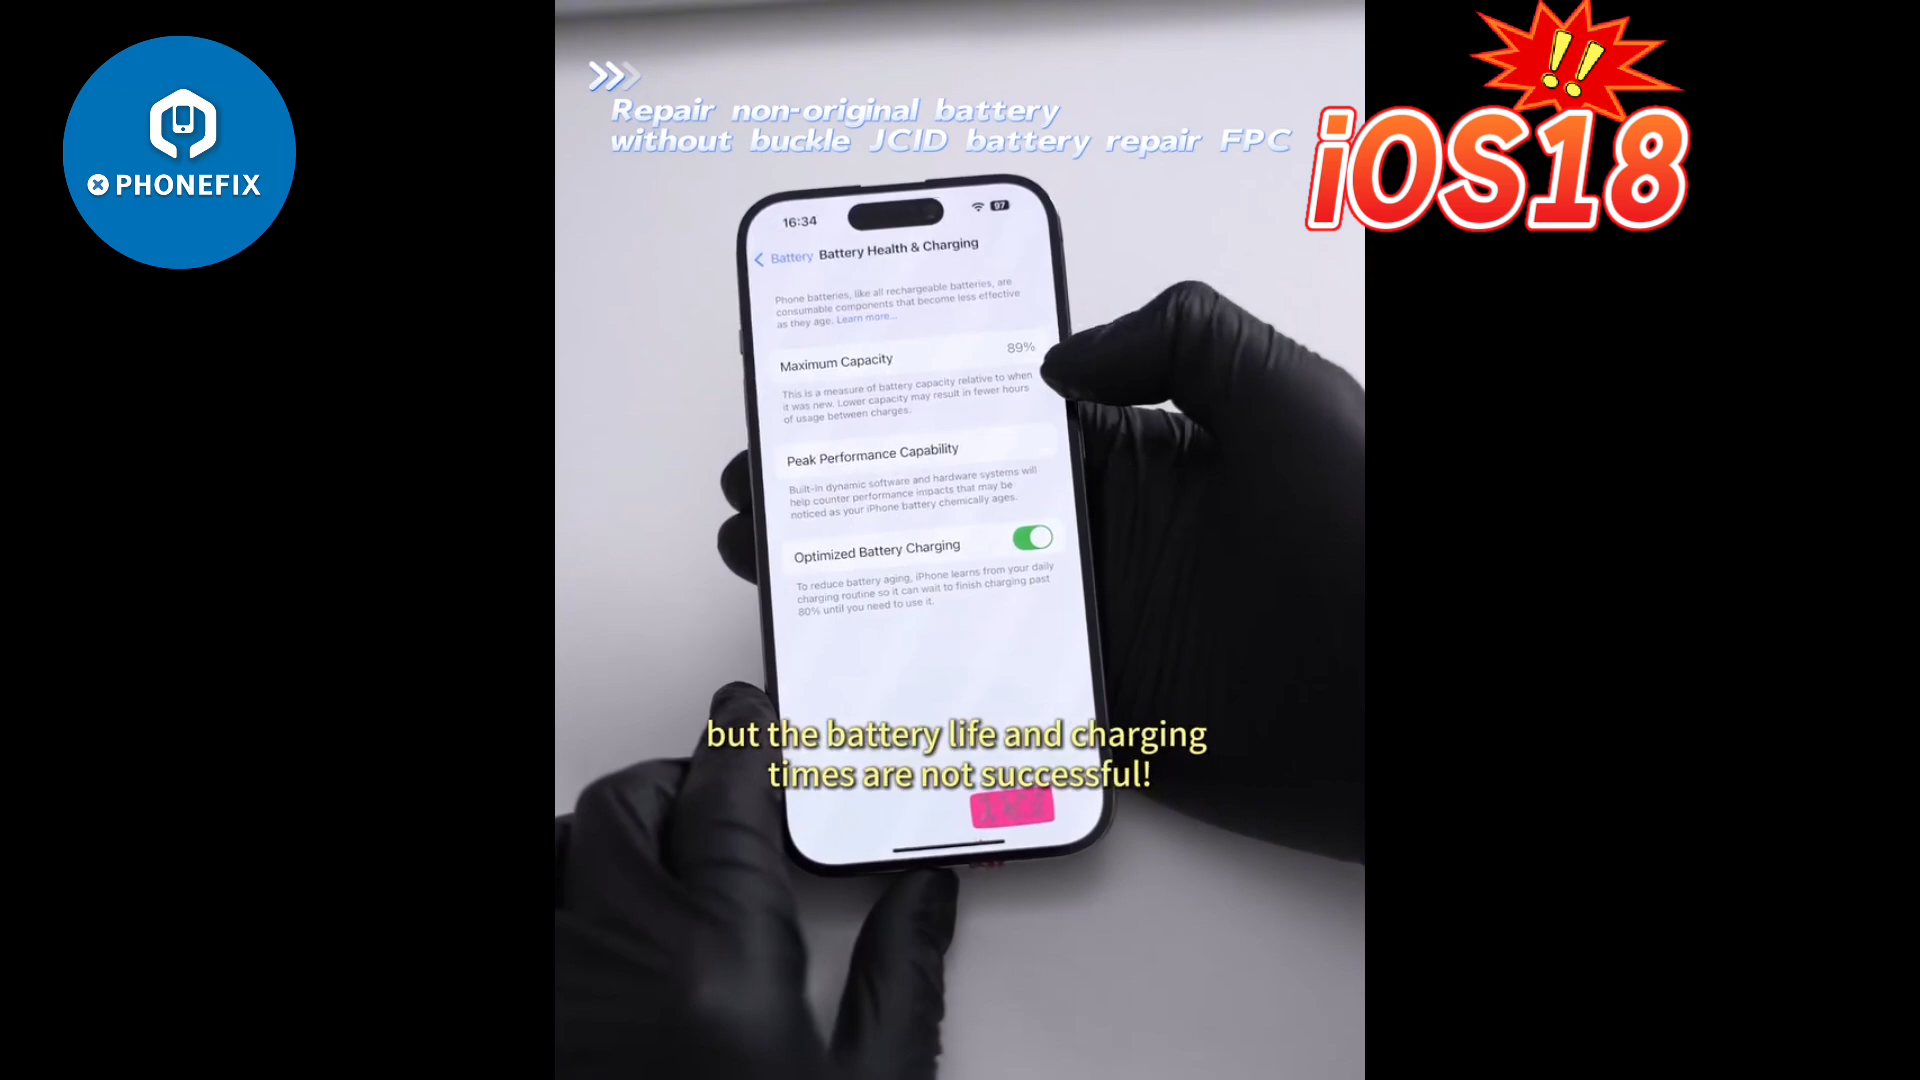 PHONEFIX
Repair non-original battery
without buckle JCID battery repair FPC
!!
iOS18
16:34
97
Battery
Battery Health & Charging
Phone batteries, like all rechargeable batteries, are
consumable components that become less effective
as they age. Learn more...
Maximum Capacity
89%
This is a measure of battery capacity relative to when
it was new. Lower capacity may result in fewer hours
of usage between charges.
Peak Performance Capability
Built-in dynamic software and hardware systems will
help counter performance impacts that may be
noticed as your iPhone battery chemically ages.
Optimized Battery Charging
To reduce battery aging, iPhone learns from your daily
charging routine so it can wait to finish charging past
80% until you need to use it.
but the battery life and charging
times are not successful!